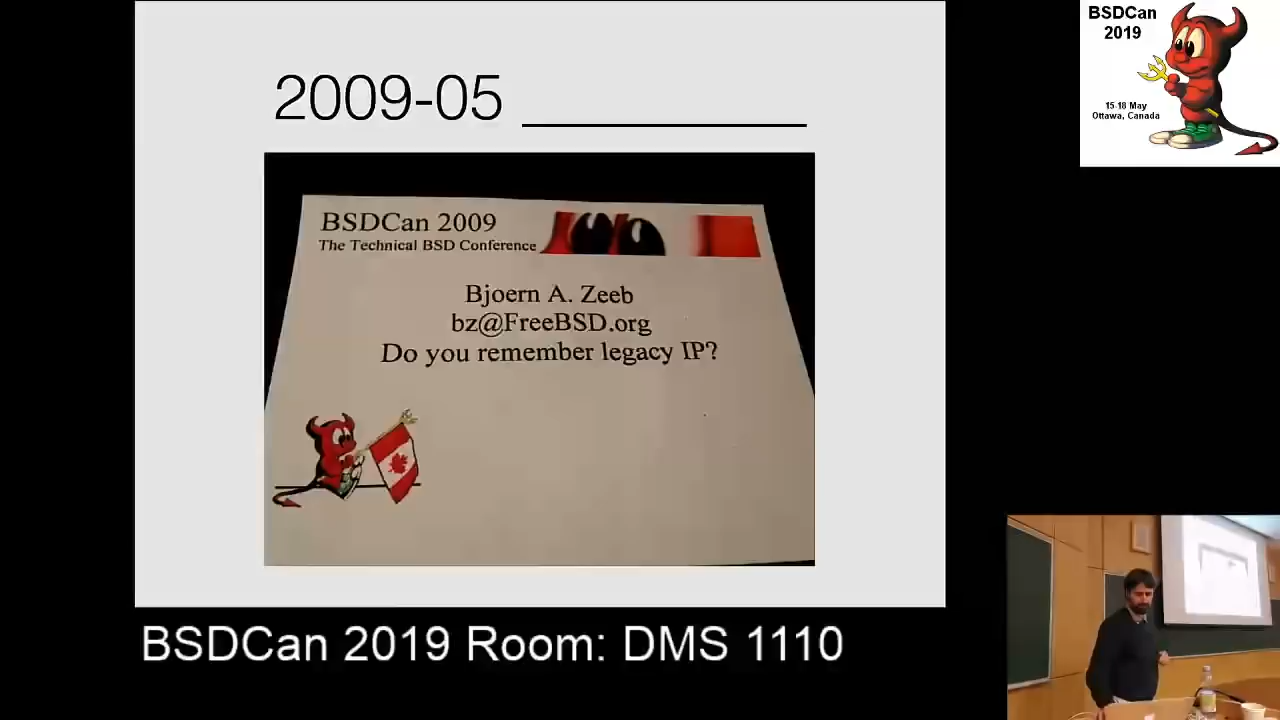 2009-05
BSDCan 2009
The Technical BSD Conference
Bjoern A. Zeeb
bz@FreeBSD.org
Do you remember legacy IP?
BSDCan
2019
15-18 May
Ottawa, Canada
BSDCan 2019 Room: DMS 1110